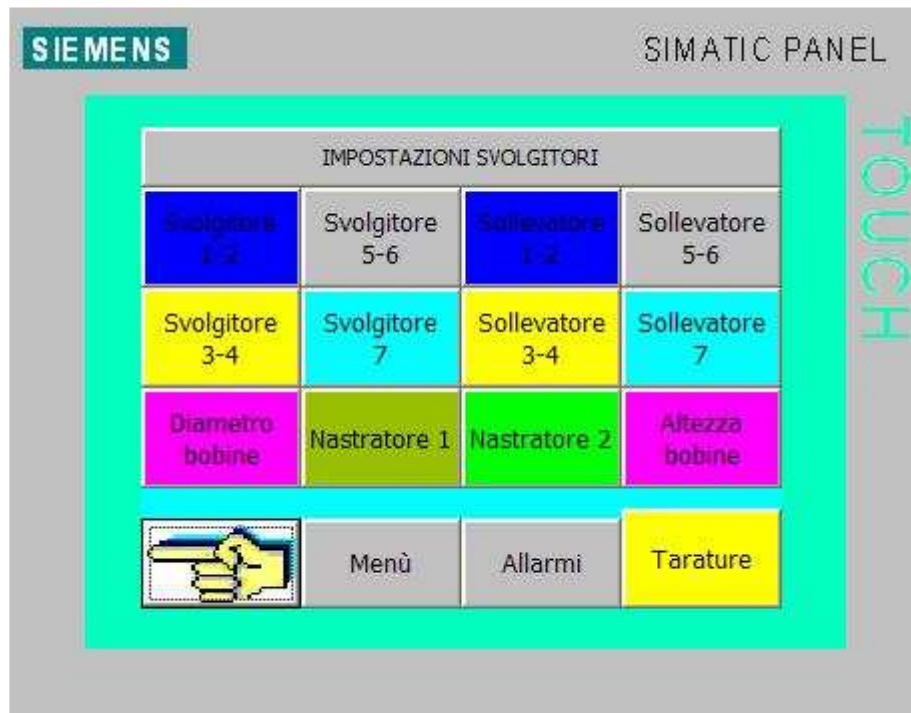 SIEMENS
SIMATIC PANEL
TOUCH
IMPOSTAZIONI SVOLGITORI
Svolgitore
1-2
Svolgitore
5-6
Sollevatore
1-2
Sollevatore
5-6
Svolgitore
3-4
Svolgitore
7
Sollevatore
3-4
Sollevatore
7
Diametro
bobine
Nastratore 1
Nastratore 2
Altezza
bobine
Menù
Allarmi
Tarature